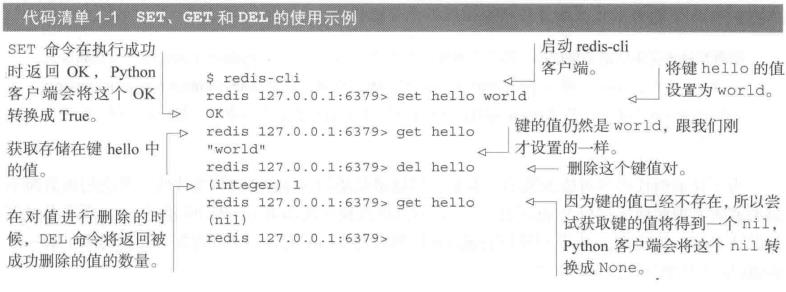 代码清单 1-1 SET、GET 和 DEL 的使用示例
SET 命令在执行成功
时返回 OK，Python
客户端会将这个 OK
转换成 True。
获取存储在键 hello 中
的值。
在对值进行删除的时
候，DEL 命令将返回被
成功删除的值的数量。
$ redis-cli
redis 127.0.0.1:6379> set hello world
OK
redis 127.0.0.1:6379> get hello
"world"
redis 127.0.0.1:6379> del hello
(integer) 1
redis 127.0.0.1:6379> get hello
(nil)
redis 127.0.0.1:6379>
启动 redis-cli
客户端。
将键 hello 的值
设置为 world。
键的值仍然是 world，跟我们刚
才设置的一样。
删除这个键值对。
因为键的值已经不存在，所以尝
试获取键的值将得到一个 nil，
Python 客户端会将这个 nil 转
换成 None。